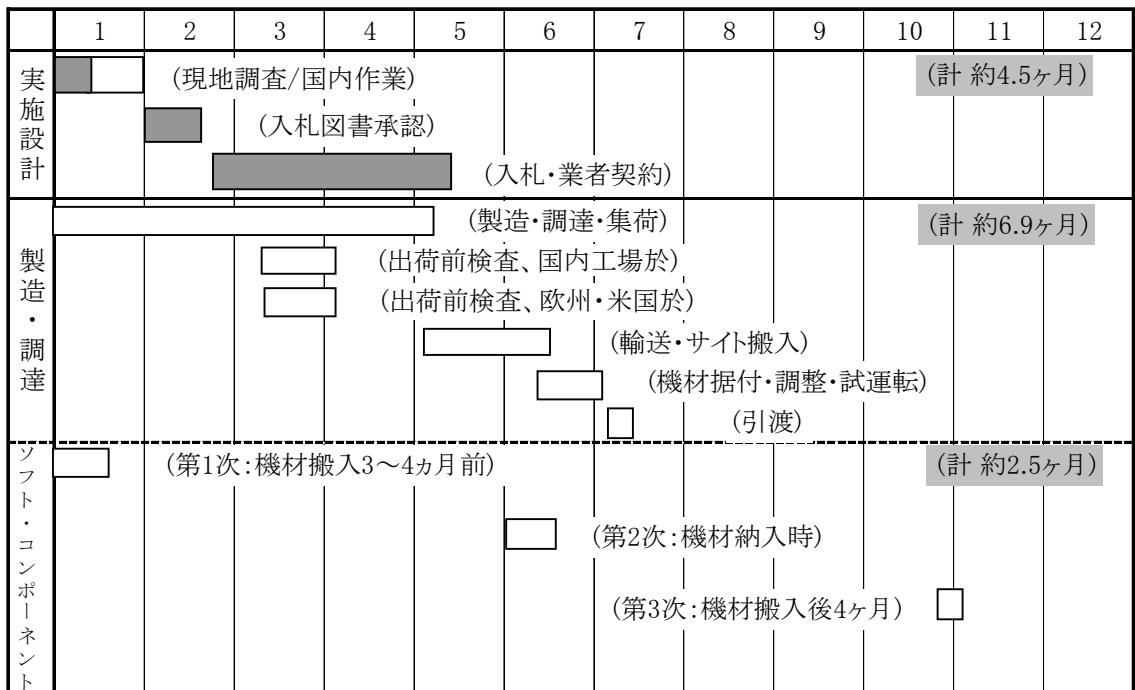 1 2 3 4 5 6 7 8 9 10 11 12
実施設計
(現地調査/国内作業)
(計 約4.5ヶ月)
(入札図書承認)
(入札・業者契約)
製造・調達
(製造・調達・集荷)
(計 約6.9ヶ月)
(出荷前検査、国内工場於)
(出荷前検査、欧州・米国於)
(輸送・サイト搬入)
(機材据付・調整・試運転)
(引渡)
ソフト・コンポーネント
(第1次:機材搬入3～4ヵ月前)
(計 約2.5ヶ月)
(第2次:機材納入時)
(第3次:機材搬入後4ヶ月)